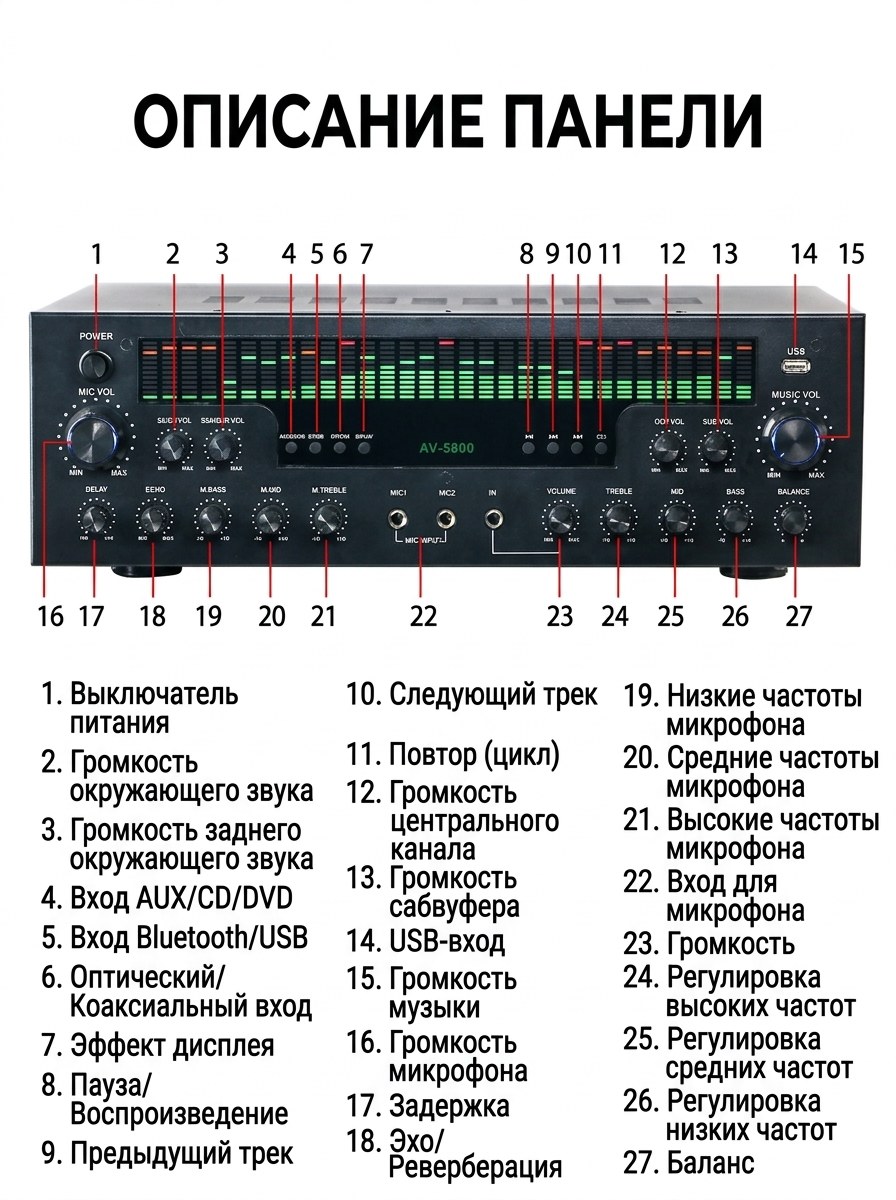 ОПИСАНИЕ ПАНЕЛИ
1 2 3 4 5 6 7 8 9 10 11 12 13 14 15
POWER
USB
MIC VOL
MUSIC VOL
SUB VOL
AV-5800
MIN MAX
MAX
DELAY EEHO M.BASS M.TREBLE MIC1 MC2 IN VOLUME TREBLE MID BASS BALANCE
16 17 18 19 20 21 22 23 24 25 26 27
1. Выключатель
питания
2. Громкость
окружающего звука
3. Громкость заднего
окружающего звука
4. Вход AUX/CD/DVD
5. Вход Bluetooth/USB
6. Оптический/
Коаксиальный вход
7. Эффект дисплея
8. Пауза/
Воспроизведение
9. Предыдущий трек
10. Следующий трек
11. Повтор (цикл)
12. Громкость
центрального
канала
13. Громкость
сабвуфера
14. USB-вход
15. Громкость
музыки
16. Громкость
микрофона
17. Задержка
18. Эхо/
Реверберация
19. Низкие частоты
микрофона
20. Средние частоты
микрофона
21. Высокие частоты
микрофона
22. Вход для
микрофона
23. Громкость
24. Регулировка
высоких частот
25. Регулировка
средних частот
26. Регулировка
низких частот
27. Баланс